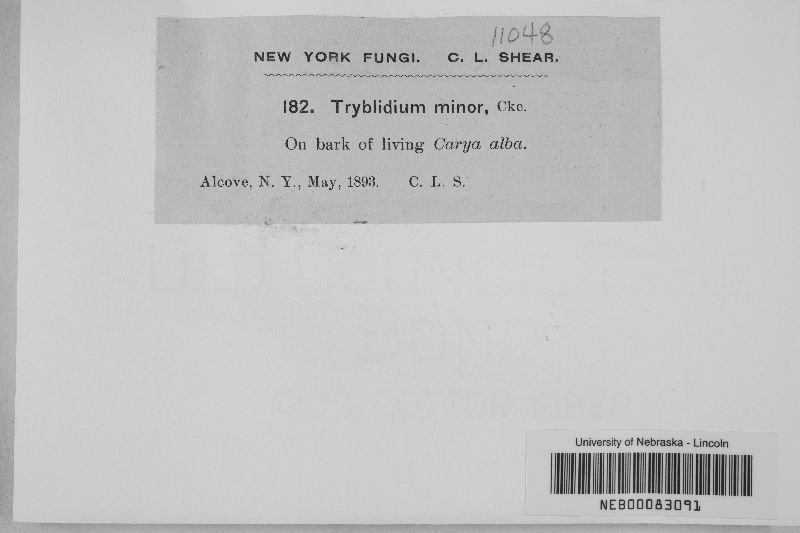 11048
NEW YORK FUNGI. C. L. SHEAR.
182. Tryblidium minor, Cke.
On bark of living Carya alba.
Alcove, N. Y., May, 1893. C. L. S.
University of Nebraska - Lincoln
NEB00083091